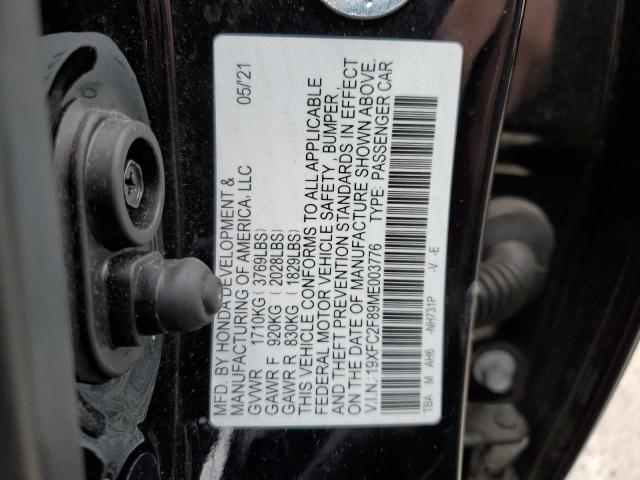 MFD. BY HONDA DEVELOPMENT & 05/'21
MANUFACTURING OF AMERICA, LLC
GVWR 1710KG ( 3769LBS)
GAWR F 920KG ( 2028LBS)
GAWR R 830KG ( 1829LBS)
THIS VEHICLE CONFORMS TO ALL APPLICABLE
FEDERAL MOTOR VEHICLE SAFETY, BUMPER,
AND THEFT PREVENTION STANDARDS IN EFFECT
ON THE DATE OF MANUFACTURE SHOWN ABOVE.
V.I.N.:19XFC2F89ME003776 TYPE: PASSENGER CAR
TBA M AH6 -NH731P -V -E